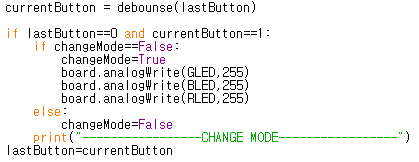 currentButton = debounse(lastButton)
if lastButton==0 and currentButton==1:
    if changeMode==False:
        changeMode=True
        board.analogWrite(GLED,255)
        board.analogWrite(BLED,255)
        board.analogWrite(RLED,255)
    else:
        changeMode=False
    print("-----------------CHANGE MODE-----------------")
lastButton=currentButton